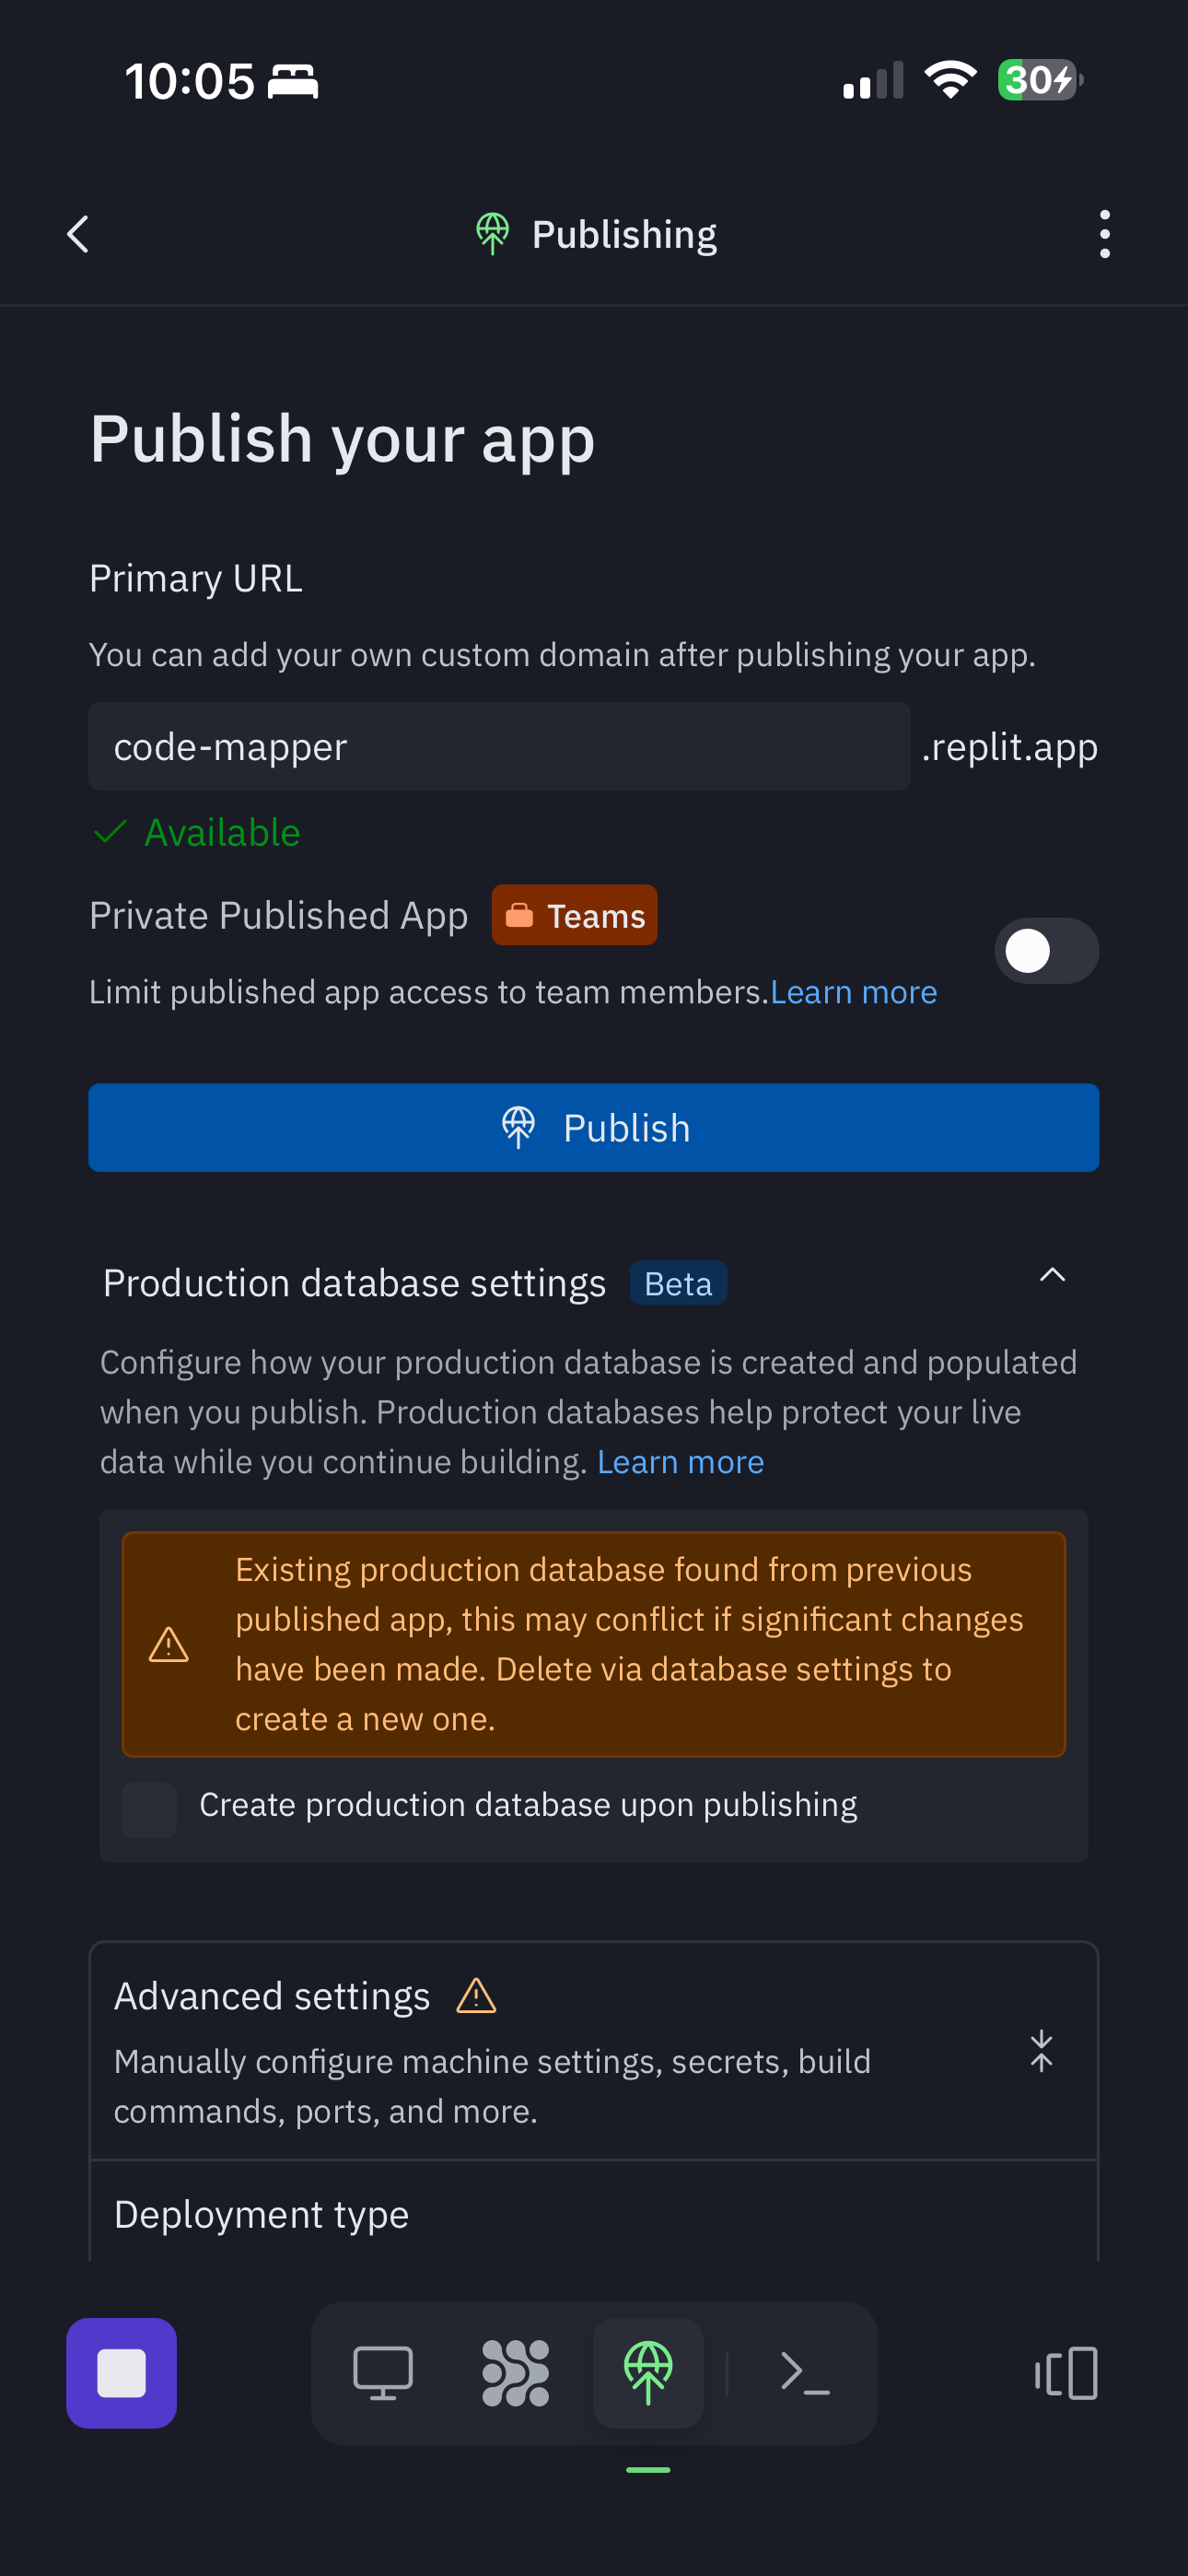 10:05
30
Publishing
Publish your app
Primary URL
You can add your own custom domain after publishing your app.
code-mapper .replit.app
Available
Private Published App Teams
Limit published app access to team members.Learn more
Publish
Production database settings Beta
Configure how your production database is created and populated
when you publish. Production databases help protect your live
data while you continue building. Learn more
Existing production database found from previous
published app, this may conflict if significant changes
have been made. Delete via database settings to
create a new one.
Create production database upon publishing
Advanced settings
Manually configure machine settings, secrets, build
commands, ports, and more.
Deployment type